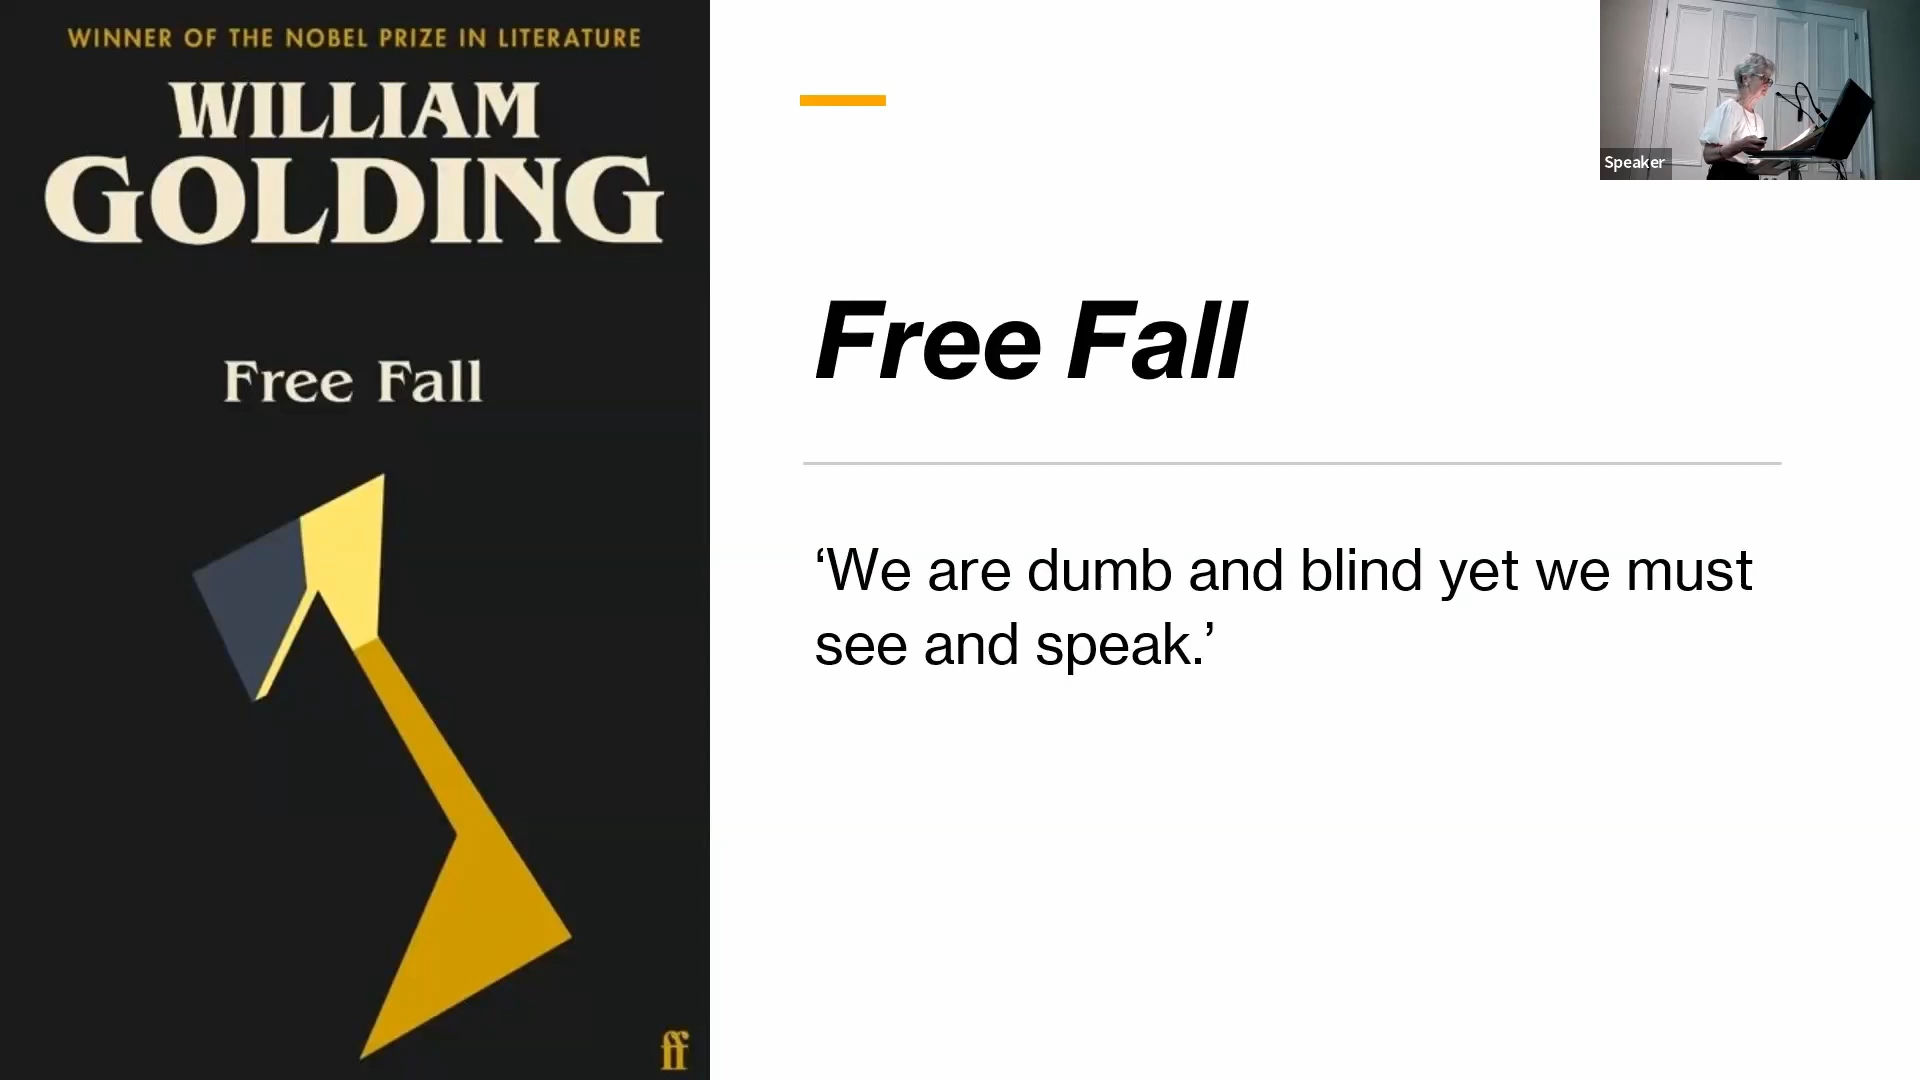 WINNER OF THE NOBEL PRIZE IN LITERATURE
WILLIAM
GOLDING
Free Fall
ff
Free Fall
‘We are dumb and blind yet we must
see and speak.’
Speaker